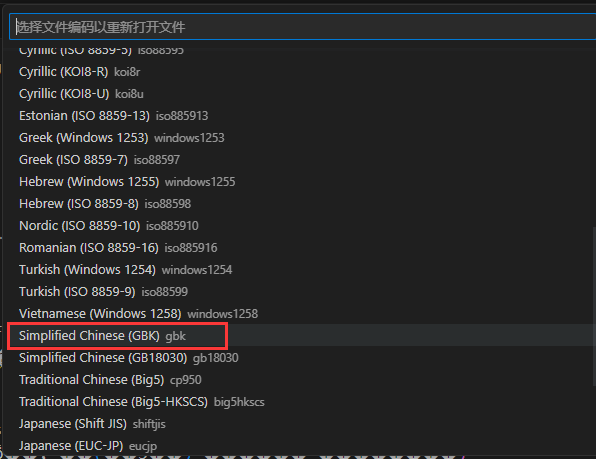 选择文件编码以重新打开文件
Cyrillic (ISO 8859-5) iso88595
Cyrillic (KOI8-R) koi8r
Cyrillic (KOI8-U) koi8u
Estonian (ISO 8859-13) iso885913
Greek (Windows 1253) windows1253
Greek (ISO 8859-7) iso88597
Hebrew (Windows 1255) windows1255
Hebrew (ISO 8859-8) iso88598
Nordic (ISO 8859-10) iso885910
Romanian (ISO 8859-16) iso885916
Turkish (Windows 1254) windows1254
Turkish (ISO 8859-9) iso88599
Vietnamese (Windows 1258) windows1258
Simplified Chinese (GBK) gbk
Simplified Chinese (GB18030) gb18030
Traditional Chinese (Big5) cp950
Traditional Chinese (Big5-HKSCS) big5hkscs
Japanese (Shift JIS) shiftjis
Japanese (EUC-JP) eucjp